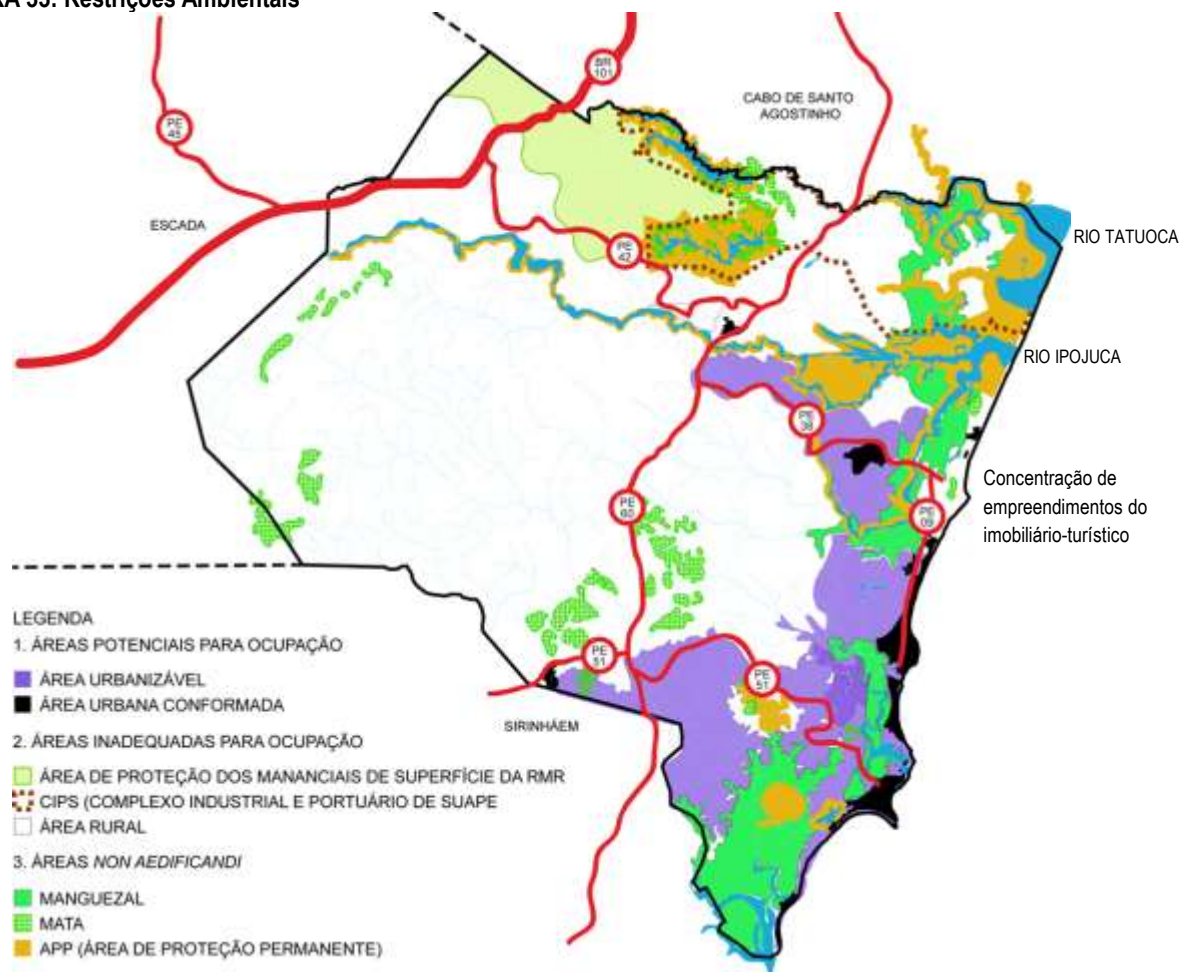 RA 35: Restrições Ambientais
BR
101
CABO DE SANTO
AGOSTINHO
PE
45
ESCADA
RIO TATUOCA
PE
42
RIO IPOJUCA
PE
38
Concentração de
empreendimentos do
imobiliário-turístico
PE
60
PE
09
LEGENDA
1. ÁREAS POTENCIAIS PARA OCUPAÇÃO
ÁREA URBANIZÁVEL
ÁREA URBANA CONFORMADA
PE
51
PE
51
SIRINHÁEM
2. ÁREAS INADEQUADAS PARA OCUPAÇÃO
ÁREA DE PROTEÇÃO DOS MANANCIAIS DE SUPERFÍCIE DA RMR
CIPS (COMPLEXO INDUSTRIAL E PORTUÁRIO DE SUAPE
ÁREA RURAL
3. ÁREAS NON AEDIFICANDI
MANGUEZAL
MATA
APP (ÁREA DE PROTEÇÃO PERMANENTE)